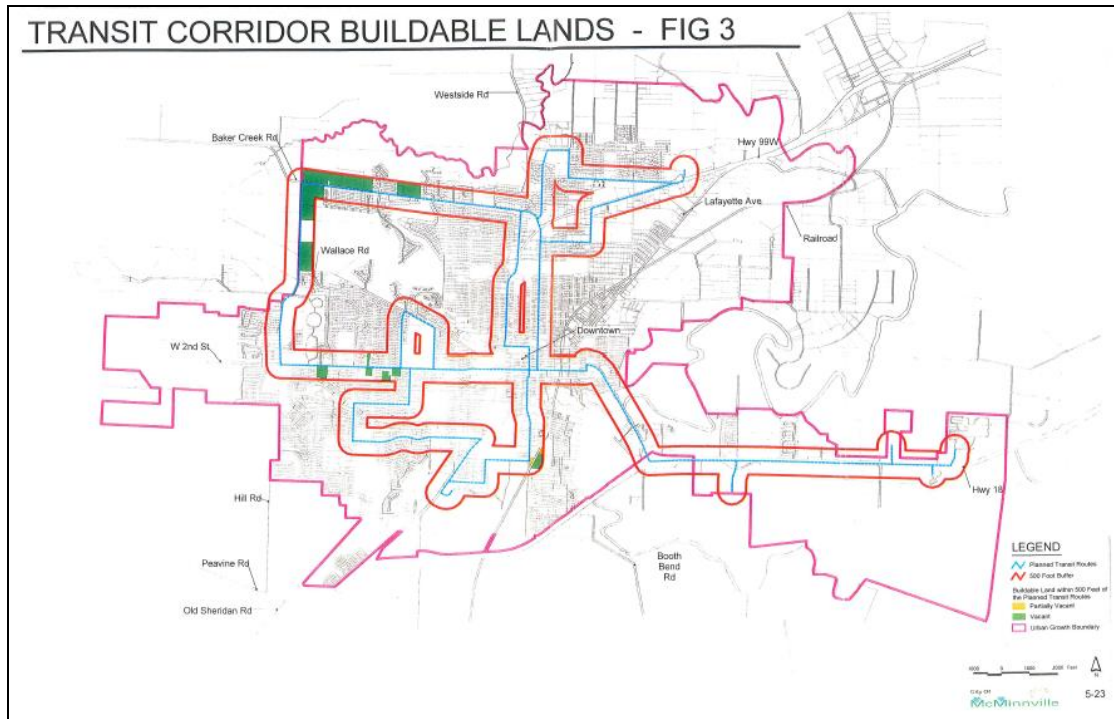 TRANSIT CORRIDOR BUILDABLE LANDS - FIG 3
Westside Rd
Baker Creek Rd
Hwy 99W
Lafayette Ave
Railroad
Wallace Rd
Downtown
W 2nd St
Hwy 18
Hill Rd
Peavine Rd
Booth
Bend
Rd
Old Sheridan Rd
LEGEND
Planned Transit Routes
500 Foot Buffer
Buildable Land within 500 Feet of
the Planned Transit Routes
Partially Vacant
Vacant
Urban Growth Boundary
0
2000 Feet
N
City Of
McMinnville
5-23